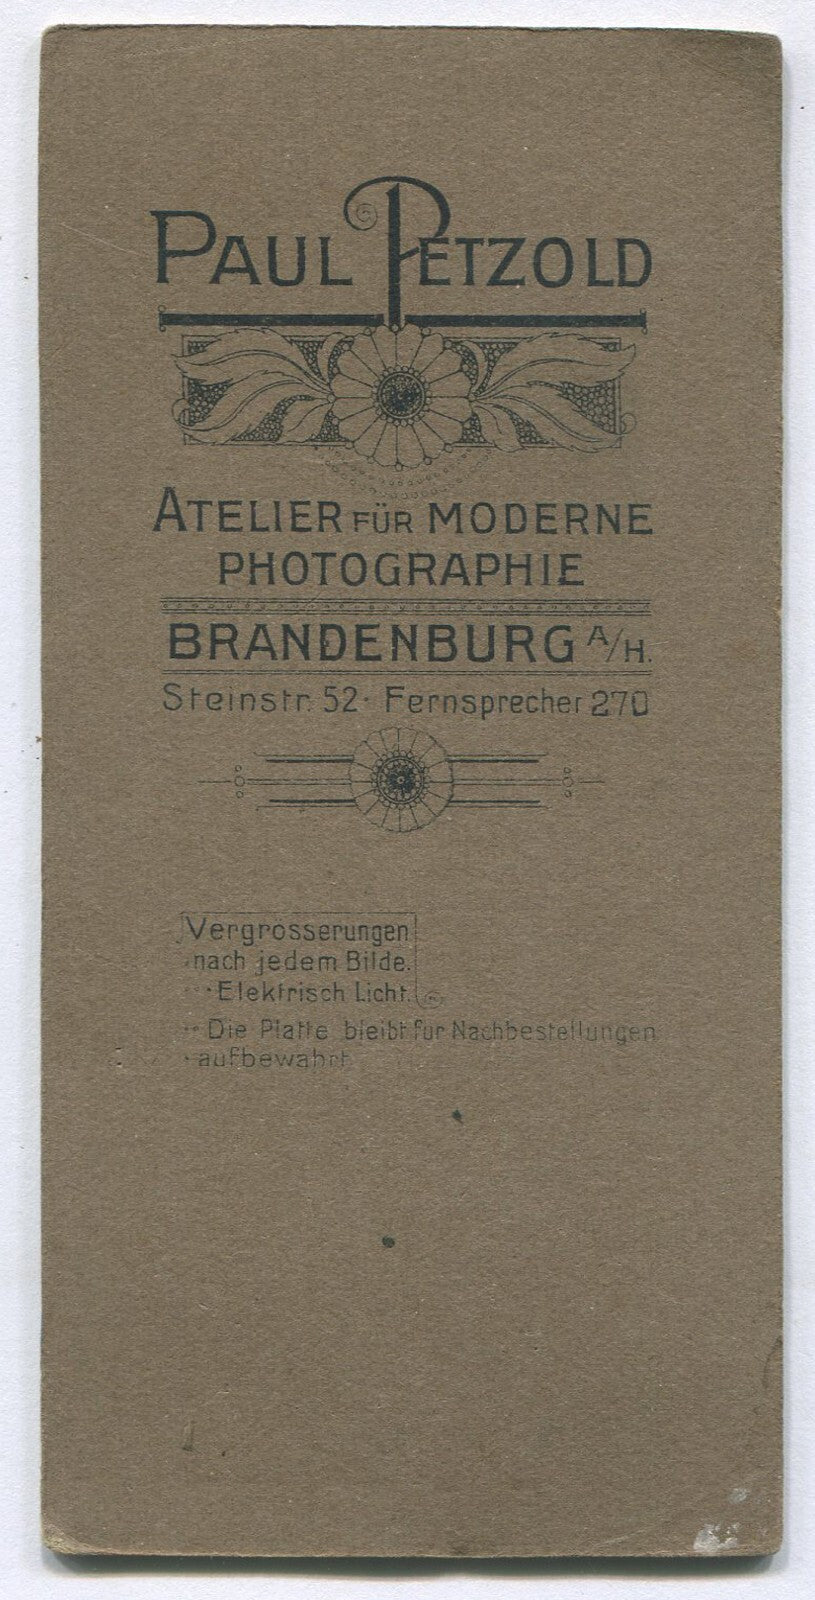 PAUL PETZOLD
ATELIER FÜR MODERNE
PHOTOGRAPHIE
BRANDENBURG A/H.
Steinstr. 52 · Fernsprecher 270
Vergrösserungen
nach jedem Bilde.
Elektrisch Licht.
Die Platte bleibt für Nachbestellungen
aufbewahrt